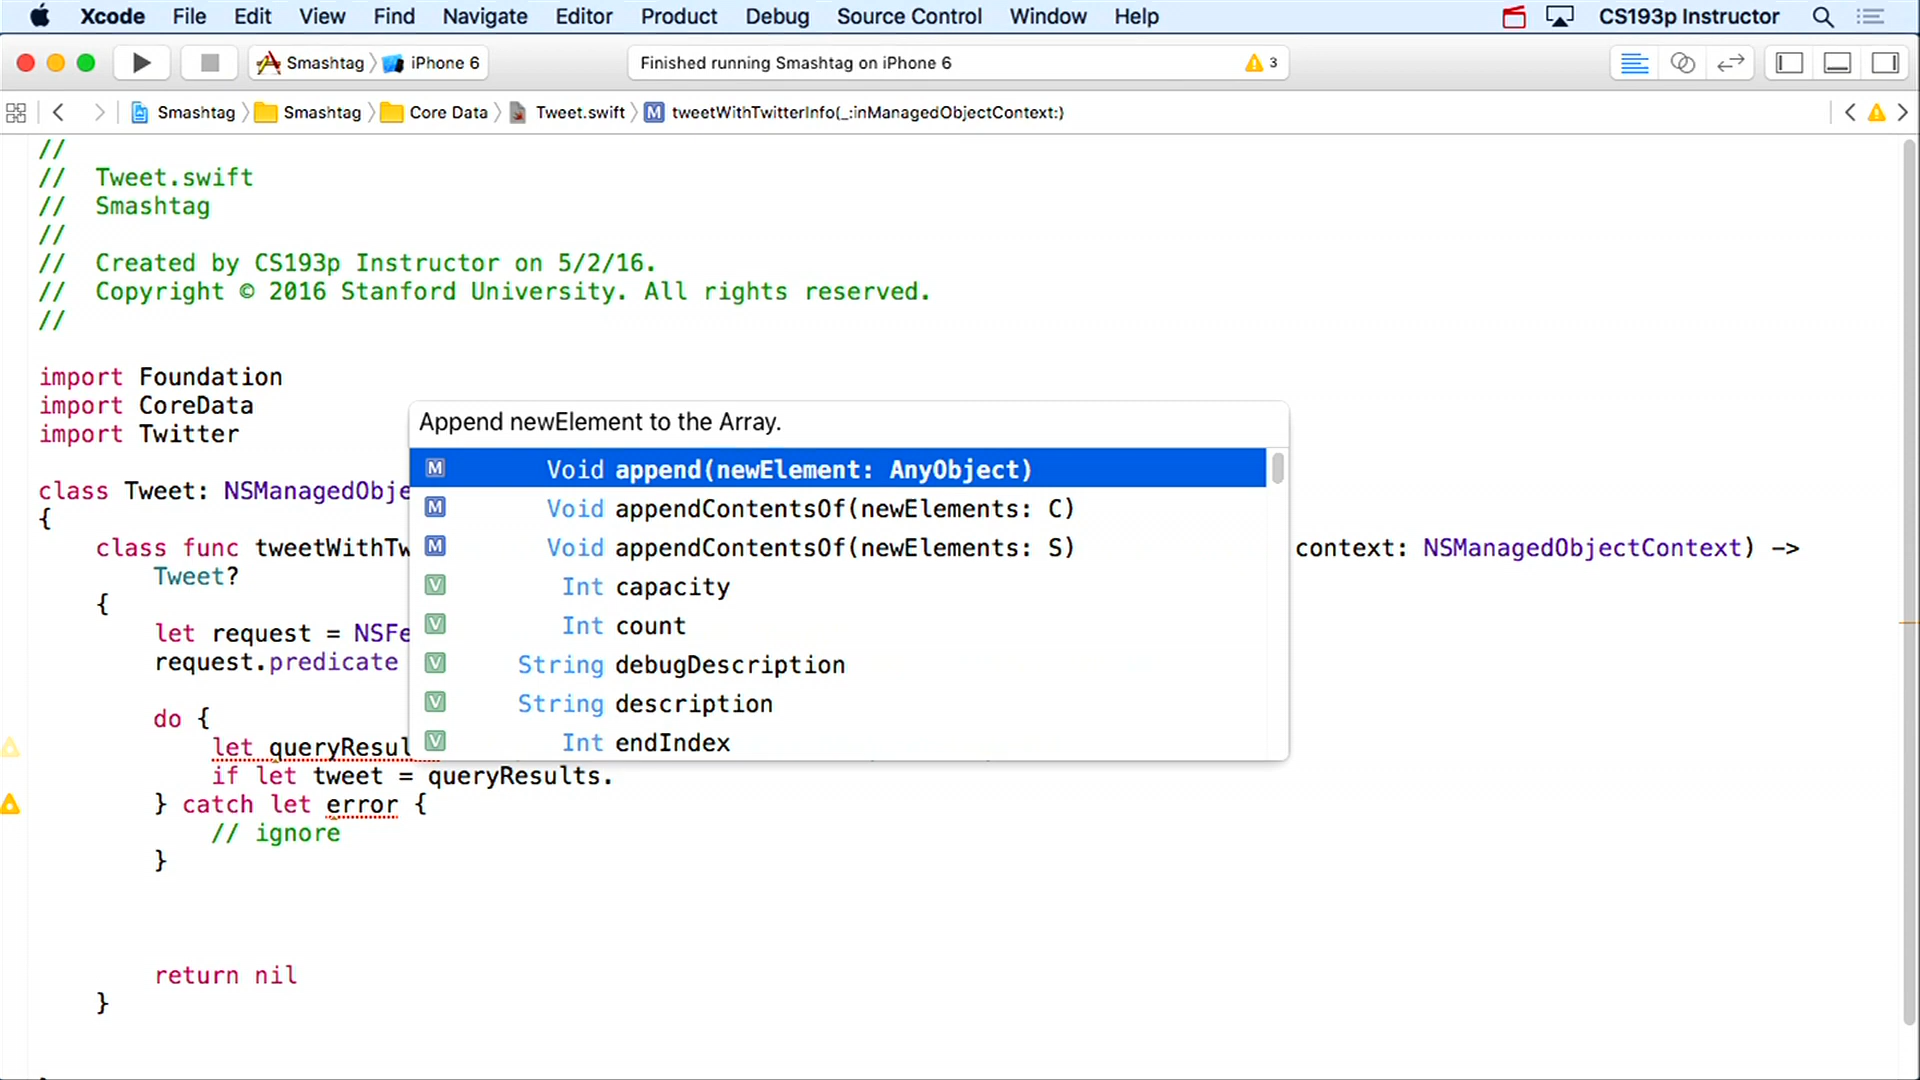 Xcode File Edit View Find Navigate Editor Product Debug Source Control Window Help CS193p Instructor
Smashtag iPhone 6 Finished running Smashtag on iPhone 6 3
Smashtag Smashtag Core Data Tweet.swift M tweetWithTwitterInfo(_:inManagedObjectContext:)
//
// Tweet.swift
// Smashtag
//
// Created by CS193p Instructor on 5/2/16.
// Copyright © 2016 Stanford University. All rights reserved.
//
import Foundation
import CoreData
import Twitter
Append newElement to the Array.
M Void append(newElement: AnyObject)
M Void appendContentsOf(newElements: C)
M Void appendContentsOf(newElements: S)
V Int capacity
V Int count
V String debugDescription
V String description
V Int endIndex
class Tweet: NSManagedObje
{
class func tweetWithTw context: NSManagedObjectContext) ->
Tweet?
{
let request = NSFe
request.predicate
do {
let queryResul
if let tweet = queryResults.
} catch let error {
// ignore
}
return nil
}